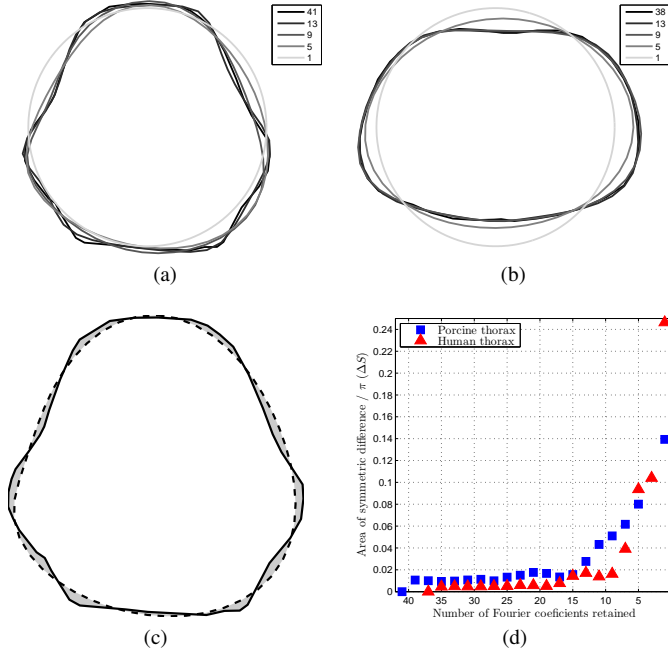 41
13
9
5
1
38
13
9
5
1
(a)
(b)
Porcine thorax
Human thorax
Area of symmetric difference / π (ΔS)
0.24
0.22
0.2
0.18
0.16
0.14
0.12
0.1
0.08
0.06
0.04
0.02
0
40 35 30 25 20 15 10 5
Number of Fourier coeficients retained
(c)
(d)